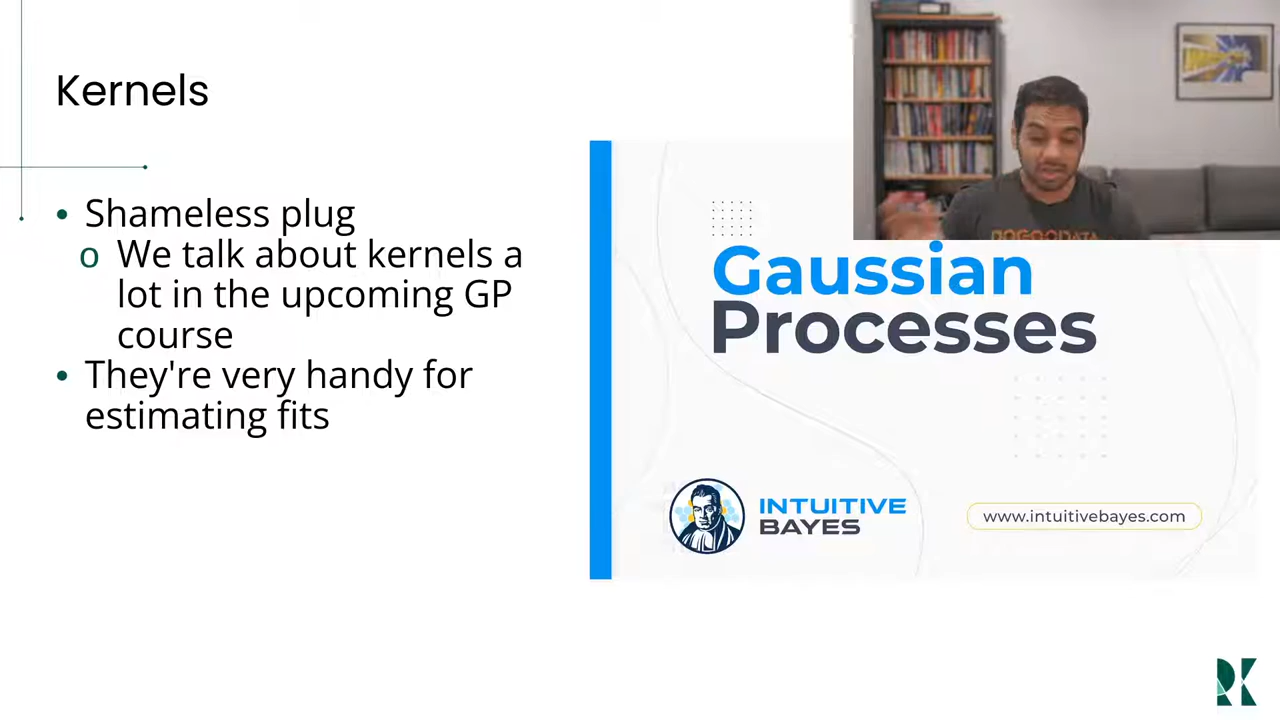 Kernels
• Shameless plug
o We talk about kernels a
lot in the upcoming GP
course
• They're very handy for
estimating fits
Gaussian
Processes
INTUITIVE
BAYES
www.intuitivebayes.com
RK